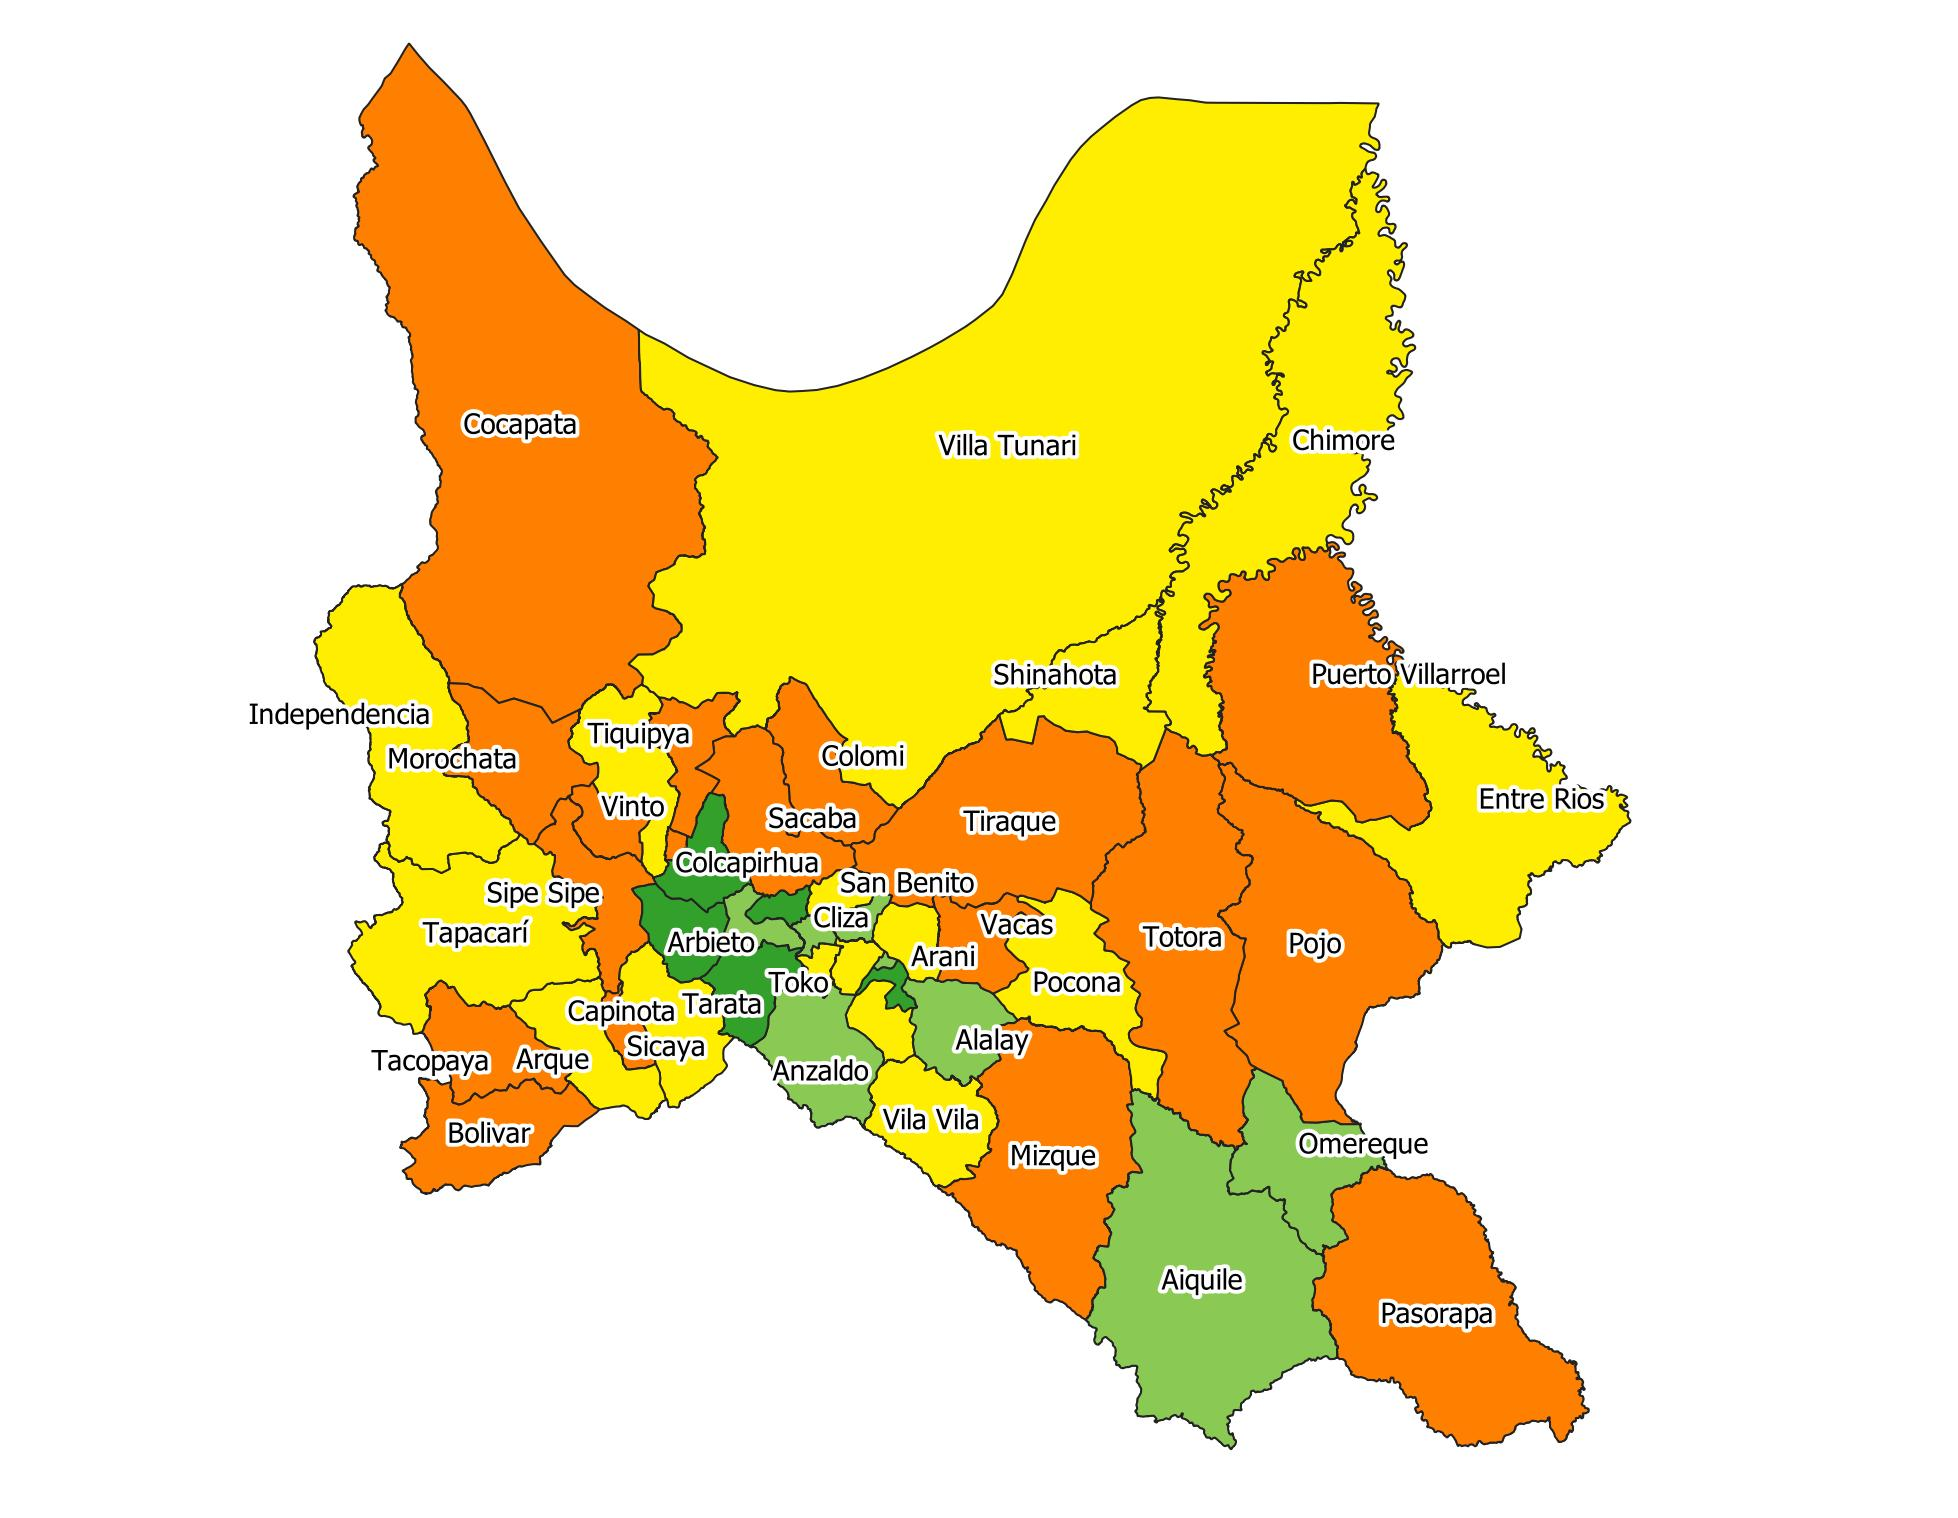 Cocapata
Villa Tunari
Chimore
Shinahota
Puerto Villarroel
Independencia
Tiquipya
Morochata
Colomi
Vinto
Sacaba
Tiraque
Entre Rios
Colcapirhua
San Benito
Sipe Sipe
Cliza
Vacas
Tapacarí
Arbieto
Totora
Pojo
Arani
Toko
Pocona
Capinota
Tarata
Alalay
Sicaya
Tacopaya
Arque
Anzaldo
Vila Vila
Bolivar
Omereque
Mizque
Aiquile
Pasorapa